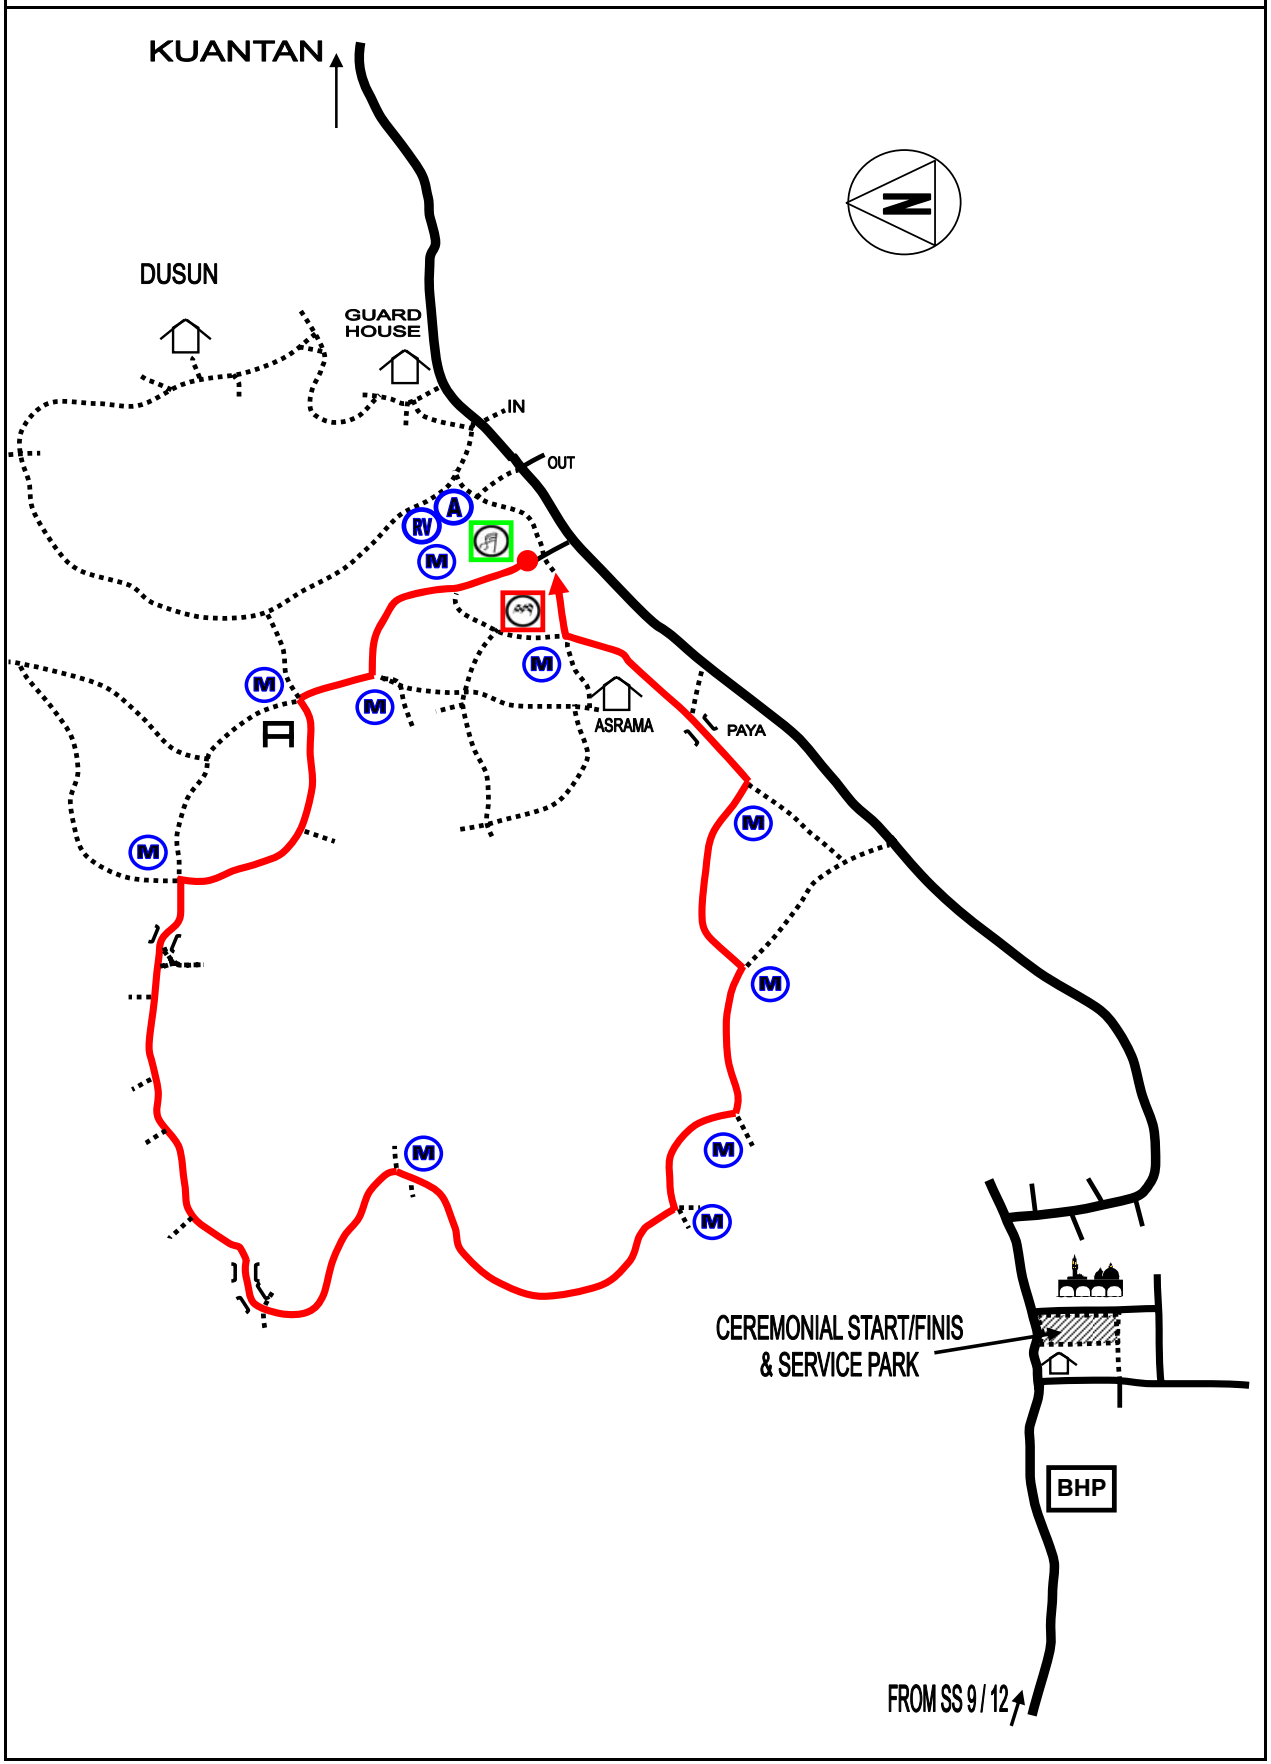 KUANTAN
N
DUSUN
GUARD
HOUSE
IN
OUT
A
RV
M
M
M
M
ASRAMA
PAYA
M
M
M
M
M
M
CEREMONIAL START/FINIS
& SERVICE PARK
BHP
FROM SS 9 / 12